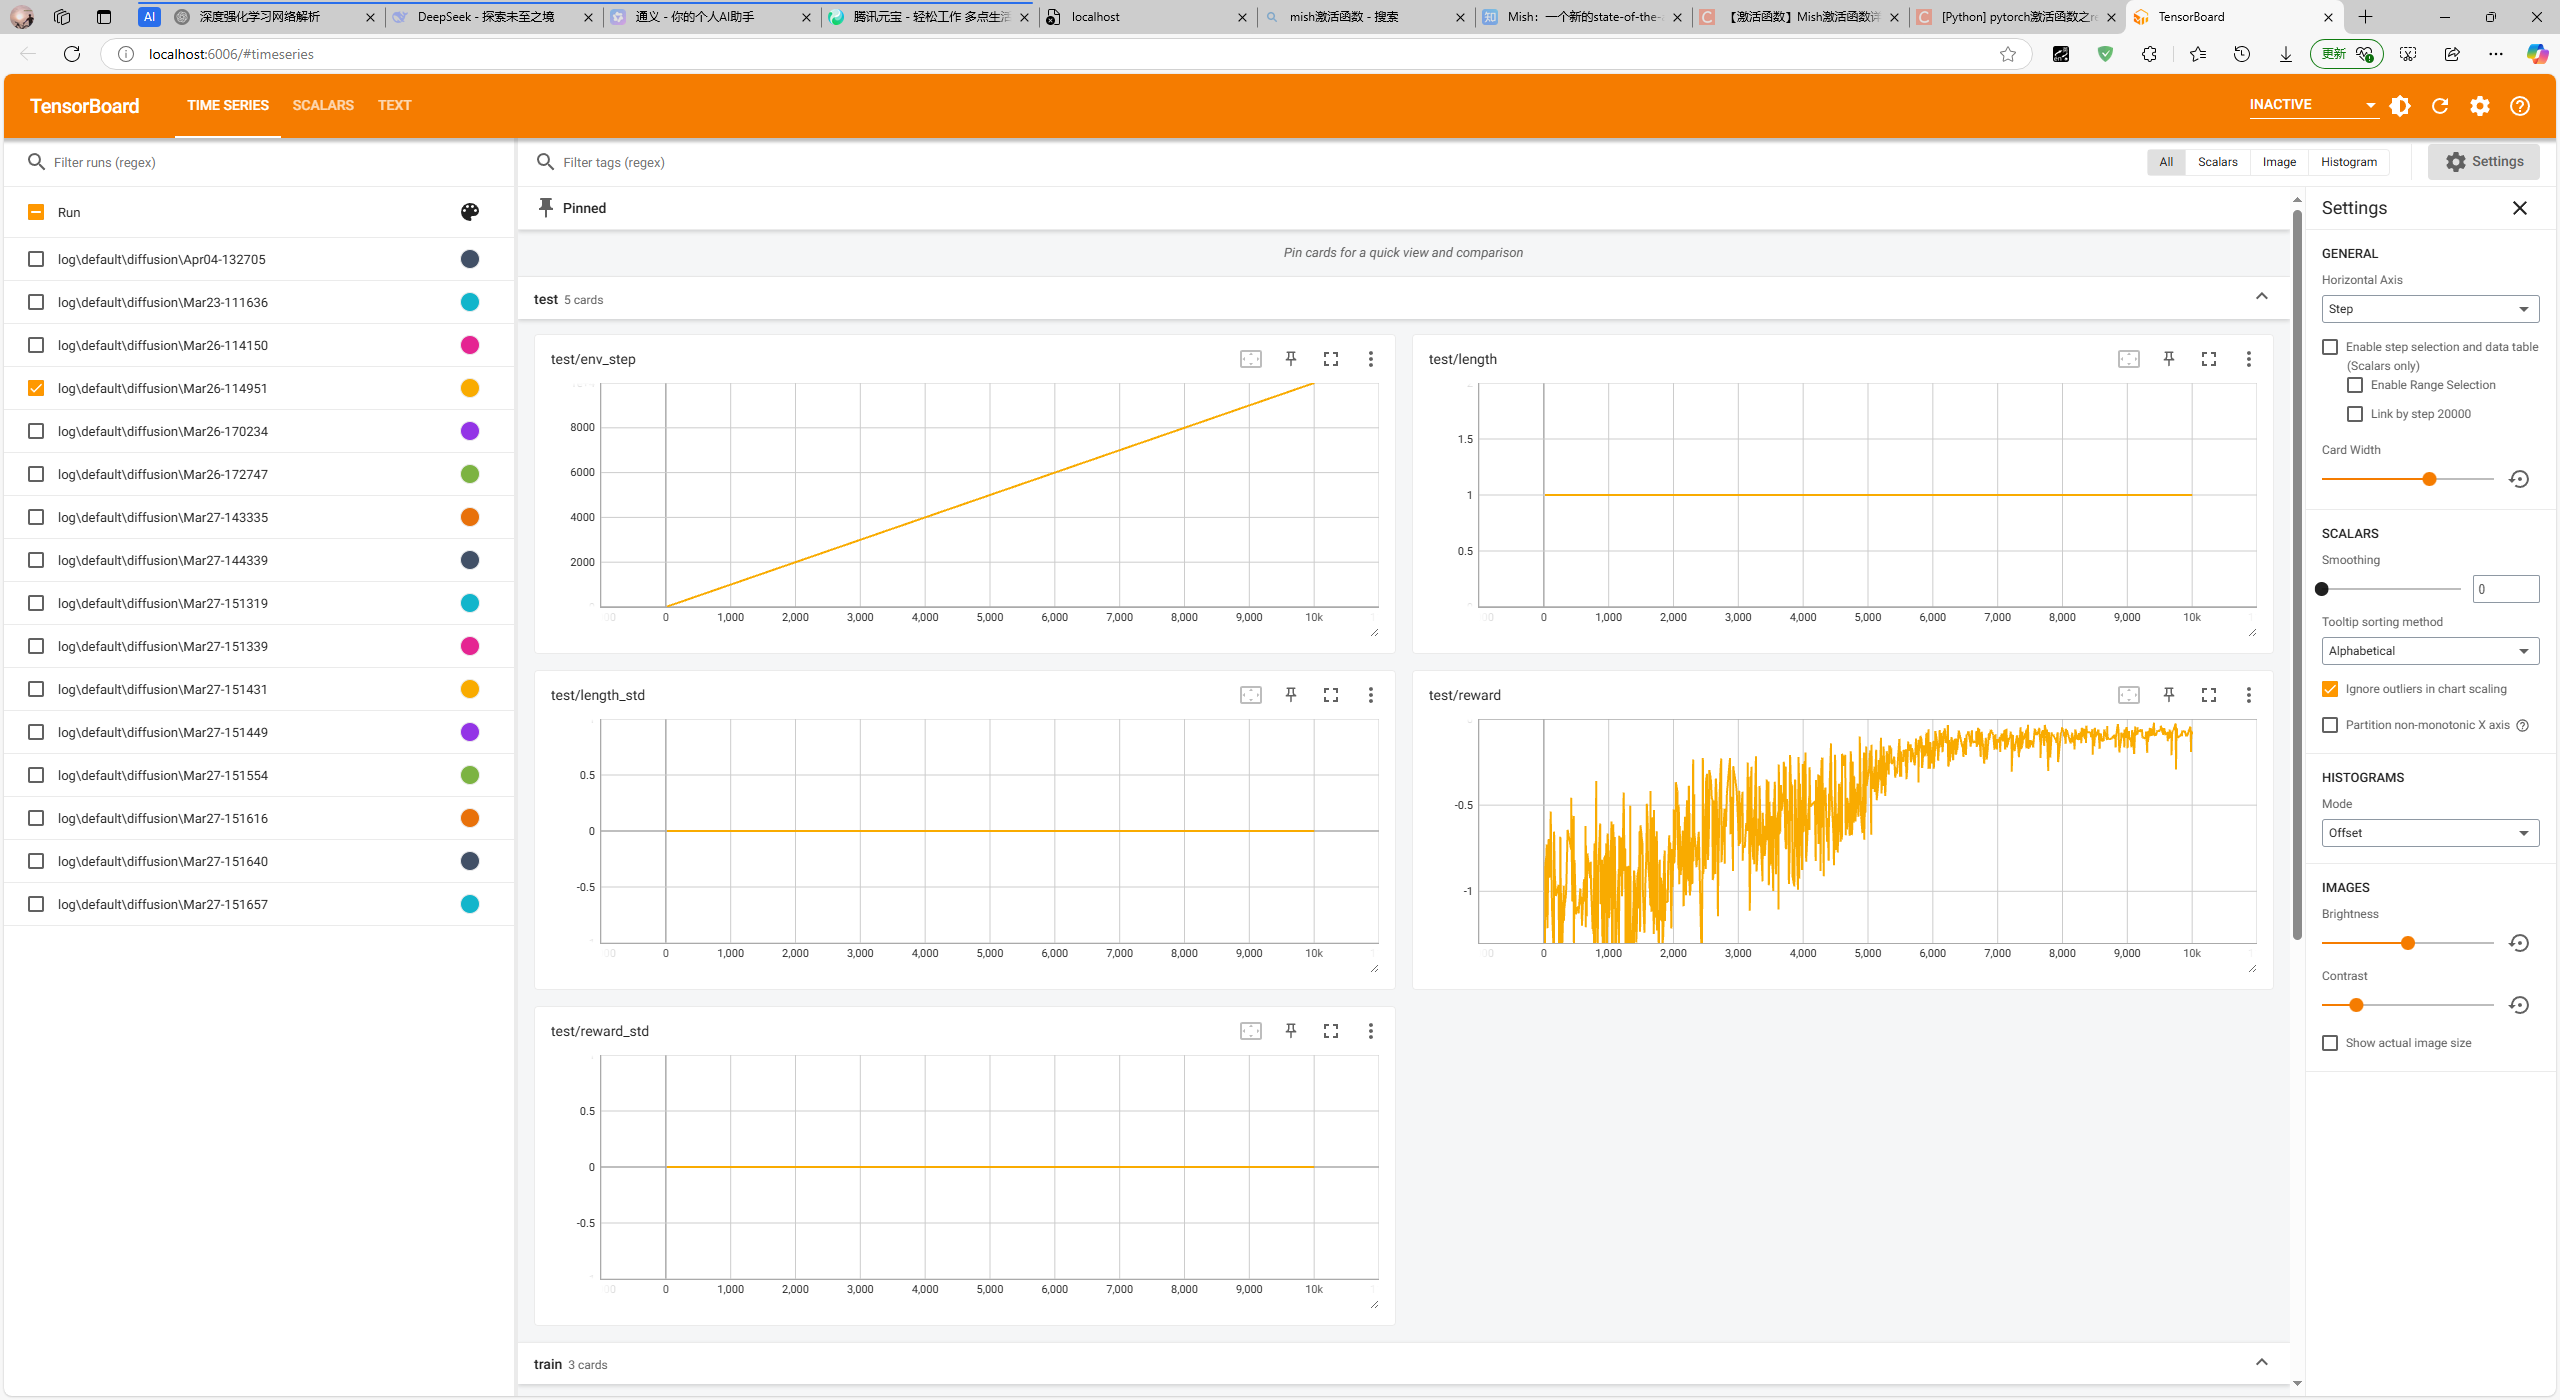 AI
深度强化学习网络解析
DeepSeek - 探索未至之境
通义 - 你的个人AI助手
腾讯元宝 - 轻松工作 多点生活
localhost
mish激活函数 - 搜索
Mish：一个新的state-of-the-
【激活函数】Mish激活函数
[Python] pytorch激活函数之re
TensorBoard
localhost:6006/#timeseries
更新
TensorBoard
TIME SERIES
SCALARS
TEXT
INACTIVE
Filter runs (regex)
Filter tags (regex)
All
Scalars
Image
Histogram
Settings
Run
log\default\diffusion\Apr04-132705
log\default\diffusion\Mar23-111636
log\default\diffusion\Mar26-114150
log\default\diffusion\Mar26-114951
log\default\diffusion\Mar26-170234
log\default\diffusion\Mar26-172747
log\default\diffusion\Mar27-143335
log\default\diffusion\Mar27-144339
log\default\diffusion\Mar27-151319
log\default\diffusion\Mar27-151339
log\default\diffusion\Mar27-151431
log\default\diffusion\Mar27-151449
log\default\diffusion\Mar27-151554
log\default\diffusion\Mar27-151616
log\default\diffusion\Mar27-151640
log\default\diffusion\Mar27-151657
Pinned
Pin cards for a quick view and comparison
test 5 cards
test/env_step
8000
6000
4000
2000
0 1,000 2,000 3,000 4,000 5,000 6,000 7,000 8,000 9,000 10k
test/length
1.5
1
0.5
0 1,000 2,000 3,000 4,000 5,000 6,000 7,000 8,000 9,000 10k
test/length_std
0.5
0
-0.5
0 1,000 2,000 3,000 4,000 5,000 6,000 7,000 8,000 9,000 10k
test/reward
-0.5
-1
0 1,000 2,000 3,000 4,000 5,000 6,000 7,000 8,000 9,000 10k
test/reward_std
0.5
0
-0.5
0 1,000 2,000 3,000 4,000 5,000 6,000 7,000 8,000 9,000 10k
train 3 cards
Settings
GENERAL
Horizontal Axis
Step
Enable step selection and data table
(Scalars only)
Enable Range Selection
Link by step 20000
Card Width
SCALARS
Smoothing
0
Tooltip sorting method
Alphabetical
Ignore outliers in chart scaling
Partition non-monotonic X axis
HISTOGRAMS
Mode
Offset
IMAGES
Brightness
Contrast
Show actual image size